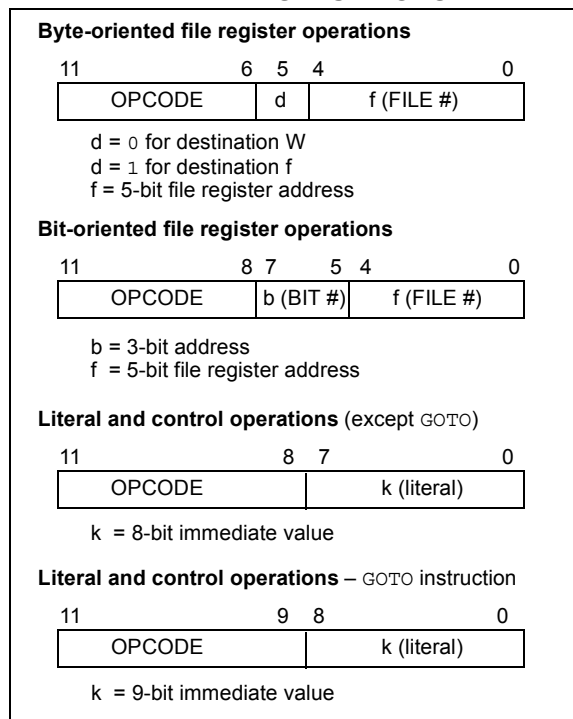 Byte-oriented file register operations
11 6 5 4 0
OPCODE d f (FILE #)
d = 0 for destination W
d = 1 for destination f
f = 5-bit file register address
Bit-oriented file register operations
11 8 7 5 4 0
OPCODE b (BIT #) f (FILE #)
b = 3-bit address
f = 5-bit file register address
Literal and control operations (except GOTO)
11 8 7 0
OPCODE k (literal)
k = 8-bit immediate value
Literal and control operations – GOTO instruction
11 9 8 0
OPCODE k (literal)
k = 9-bit immediate value